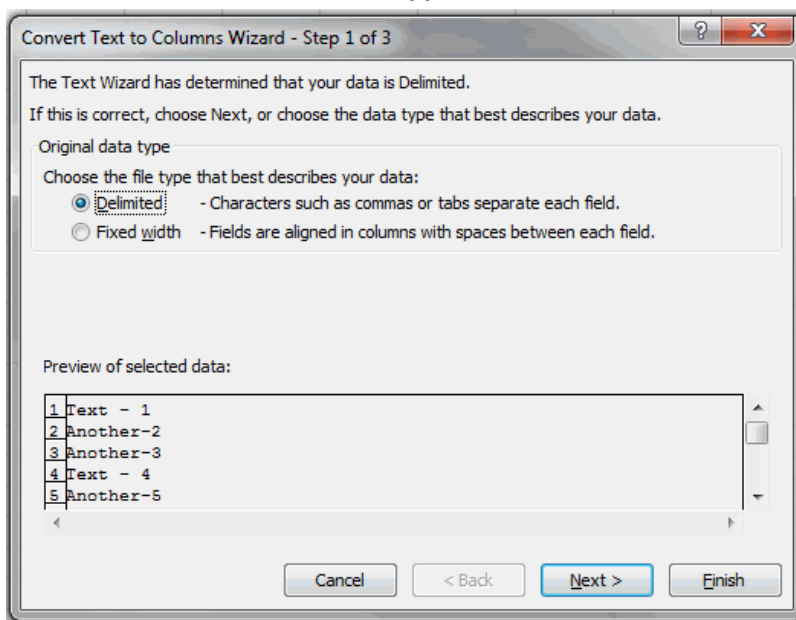 Convert Text to Columns Wizard - Step 1 of 3
The Text Wizard has determined that your data is Delimited.
If this is correct, choose Next, or choose the data type that best describes your data.
Original data type
Choose the file type that best describes your data:
Delimited - Characters such as commas or tabs separate each field.
Fixed width - Fields are aligned in columns with spaces between each field.
Preview of selected data:
1 Text - 1
2 Another-2
3 Another-3
4 Text - 4
5 Another-5
Cancel < Back Next > Finish